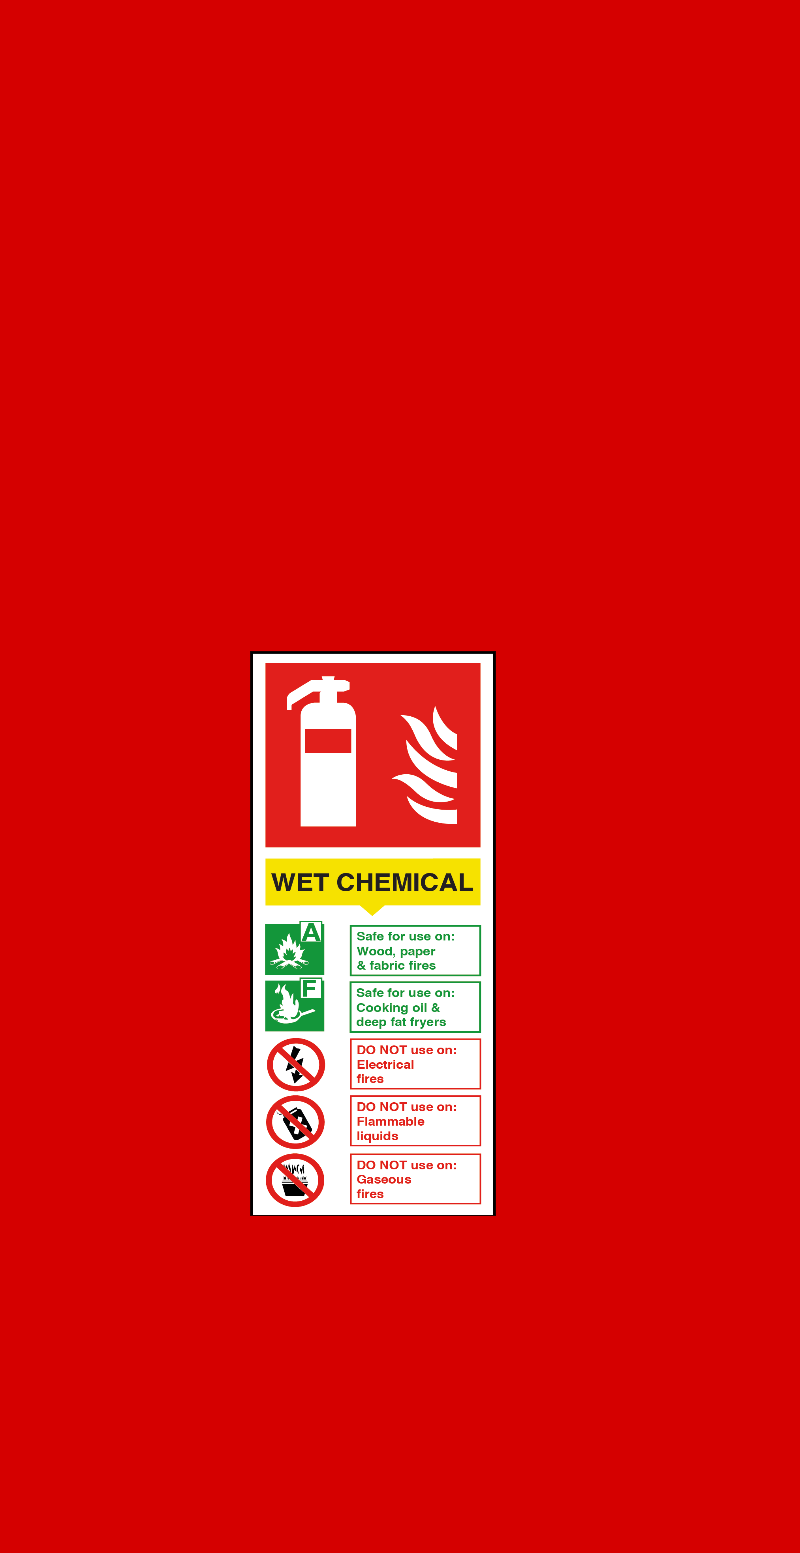 WET CHEMICAL
A
Safe for use on:
Wood, paper
& fabric fires
F
Safe for use on:
Cooking oil &
deep fat fryers
DO NOT use on:
Electrical
fires
DO NOT use on:
Flammable
liquids
DO NOT use on:
Gaseous
fires